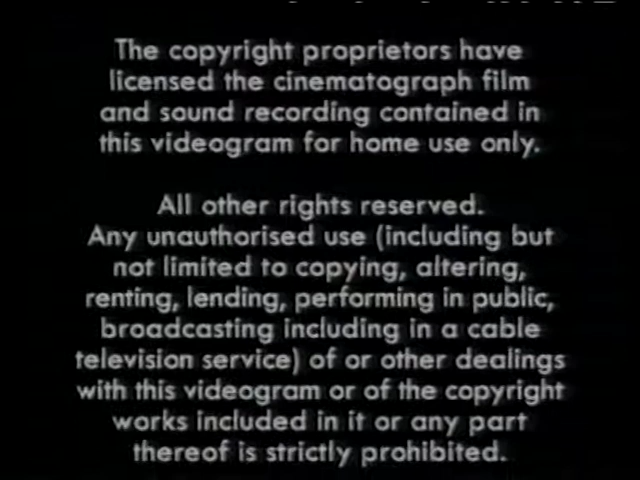 The copyright proprietors have
licensed the cinematograph film
and sound recording contained in
this videogram for home use only.
All other rights reserved.
Any unauthorised use (including but
not limited to copying, altering,
renting, lending, performing in public,
broadcasting including in a cable
television service) of or other dealings
with this videogram or of the copyright
works included in it or any part
thereof is strictly prohibited.